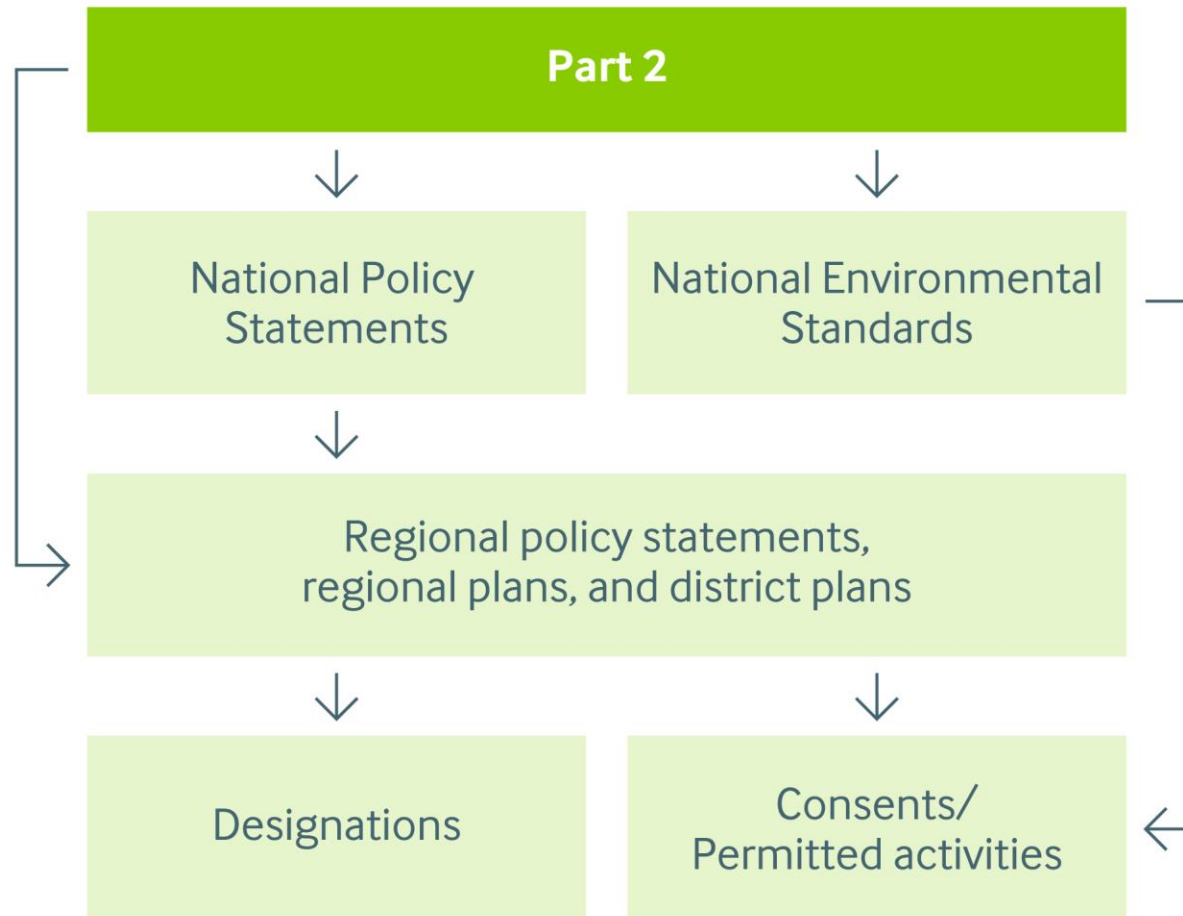 Part 2
National Policy
Statements
National Environmental
Standards
Regional policy statements,
regional plans, and district plans
Designations
Consents/
Permitted activities